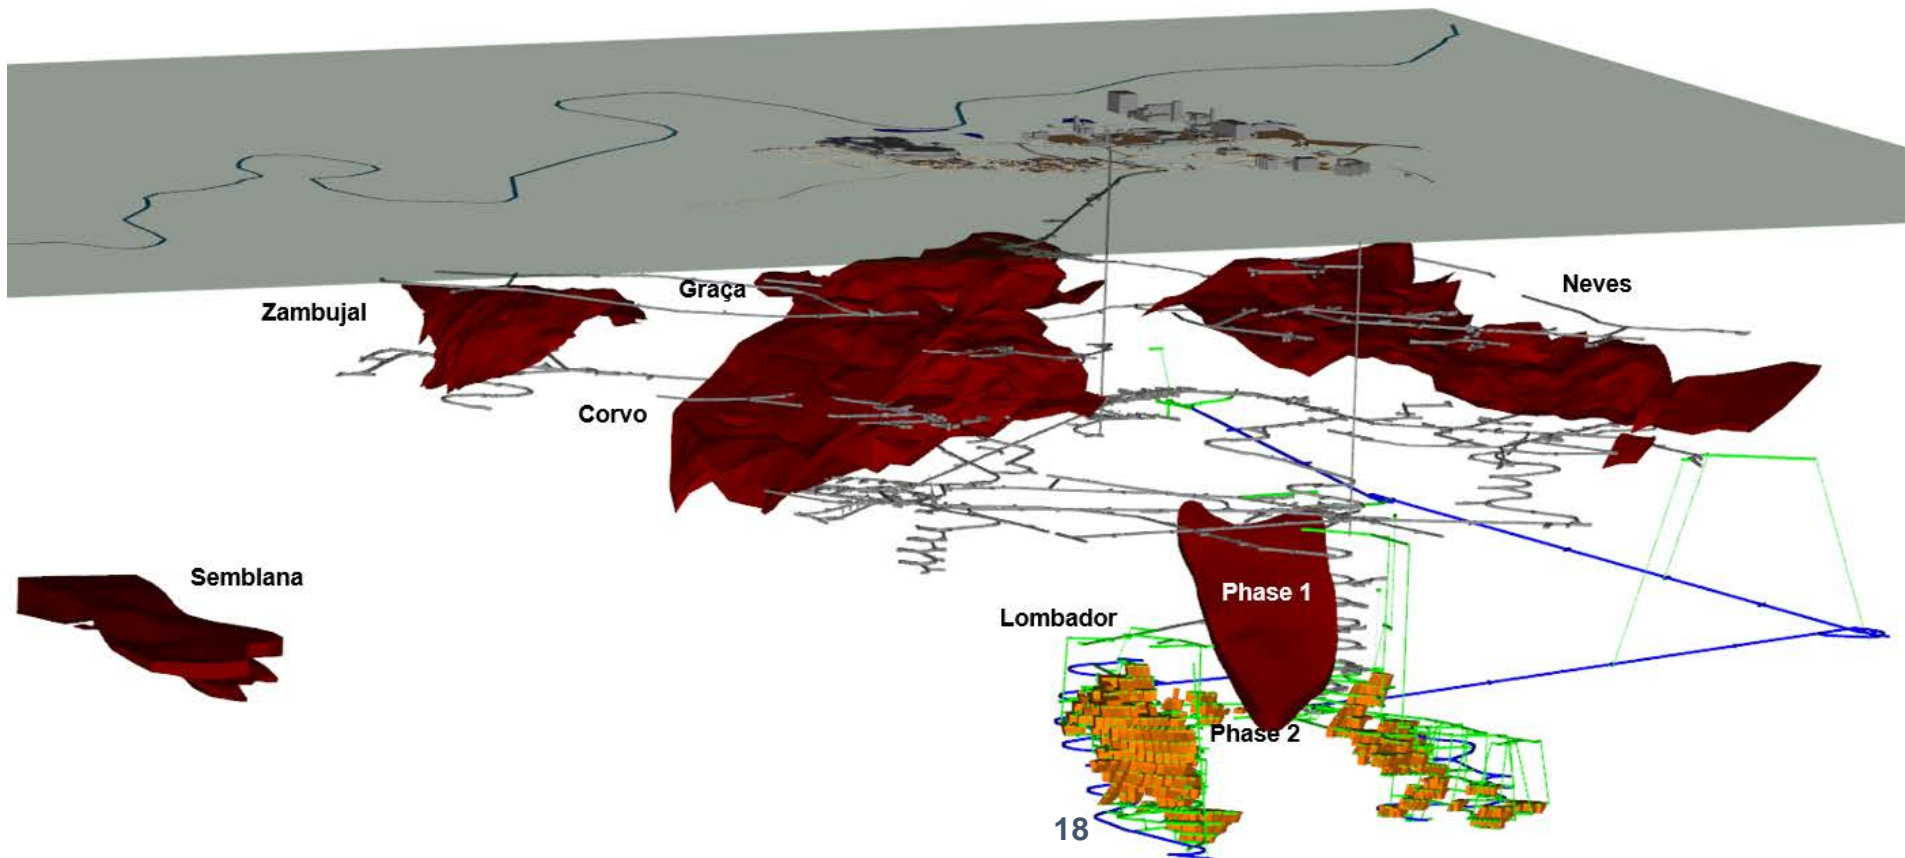 Graça
Neves
Zambujal
Corvo
Semblana
Phase 1
Lombador
Phase 2
18